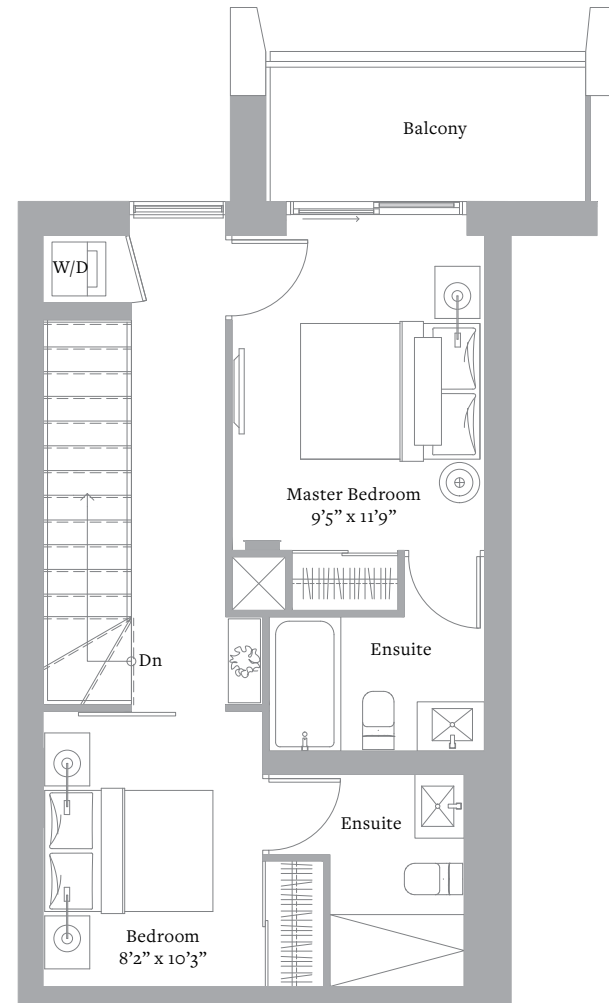 Balcony
W/D
Master Bedroom
9’5” x 11’9”
Ensuite
Dn
Ensuite
Bedroom
8’2” x 10’3”